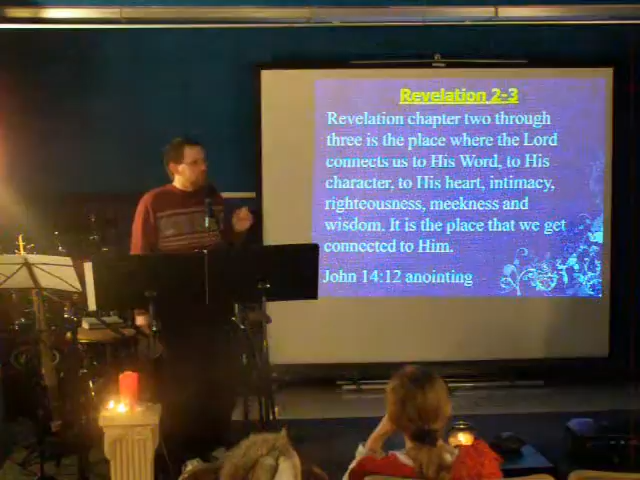 Revelation 2-3
Revelation chapter two through
three is the place where the Lord
connects us to His Word, to His
character, to His heart, intimacy,
righteousness, meekness and
wisdom. It is the place that we get
connected to Him.
John 14:12 anointing